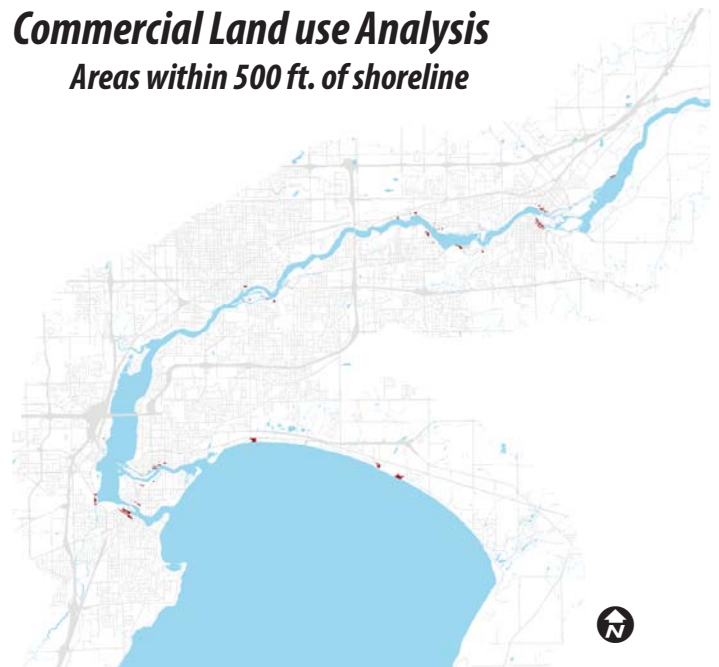 Commercial Land use Analysis
Areas within 500 ft. of shoreline
N